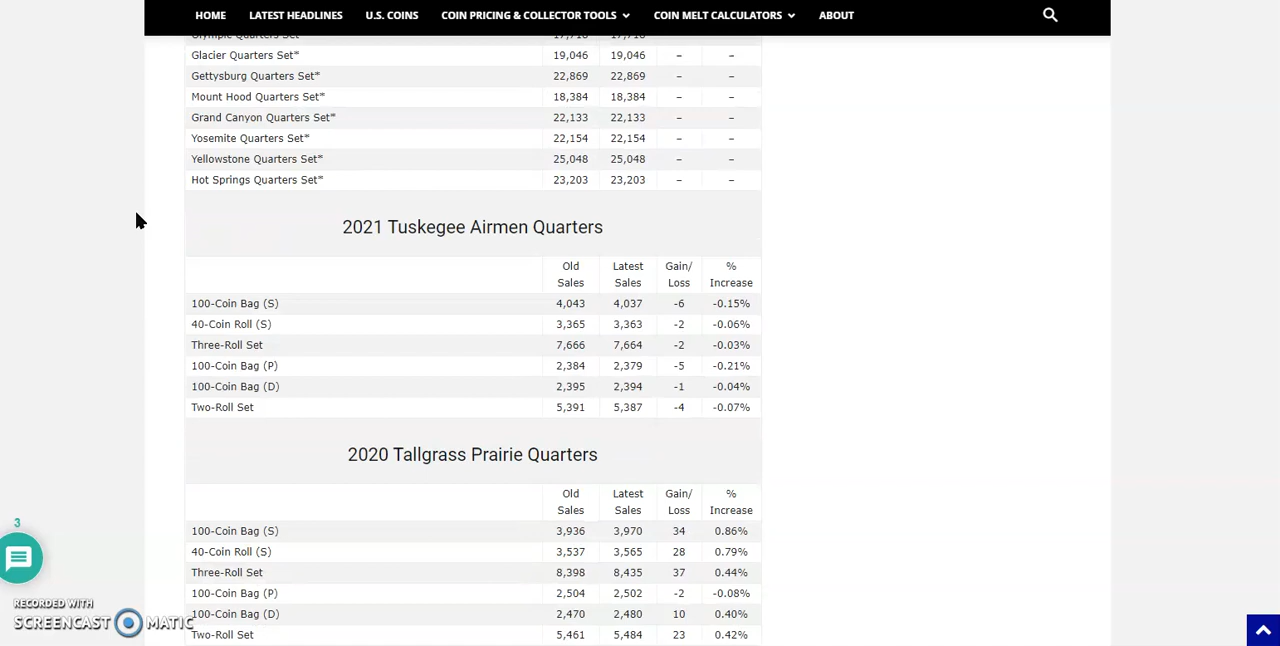 HOME LATEST HEADLINES U.S. COINS COIN PRICING & COLLECTOR TOOLS COIN MELT CALCULATORS ABOUT
Olympic Quarters Set*
Glacier Quarters Set* 19,046 19,046 – –
Gettysburg Quarters Set* 22,869 22,869 – –
Mount Hood Quarters Set* 18,384 18,384 – –
Grand Canyon Quarters Set* 22,133 22,133 – –
Yosemite Quarters Set* 22,154 22,154 – –
Yellowstone Quarters Set* 25,048 25,048 – –
Hot Springs Quarters Set* 23,203 23,203 – –
2021 Tuskegee Airmen Quarters
Old Sales Latest Sales Gain/ Loss % Increase
100-Coin Bag (S) 4,043 4,037 -6 -0.15%
40-Coin Roll (S) 3,365 3,363 -2 -0.06%
Three-Roll Set 7,666 7,664 -2 -0.03%
100-Coin Bag (P) 2,384 2,379 -5 -0.21%
100-Coin Bag (D) 2,395 2,394 -1 -0.04%
Two-Roll Set 5,391 5,387 -4 -0.07%
2020 Tallgrass Prairie Quarters
Old Sales Latest Sales Gain/ Loss % Increase
100-Coin Bag (S) 3,936 3,970 34 0.86%
40-Coin Roll (S) 3,537 3,565 28 0.79%
Three-Roll Set 8,398 8,435 37 0.44%
100-Coin Bag (P) 2,504 2,502 -2 -0.08%
100-Coin Bag (D) 2,470 2,480 10 0.40%
Two-Roll Set 5,461 5,484 23 0.42%
3
RECORDED WITH
SCREENCAST MATIC